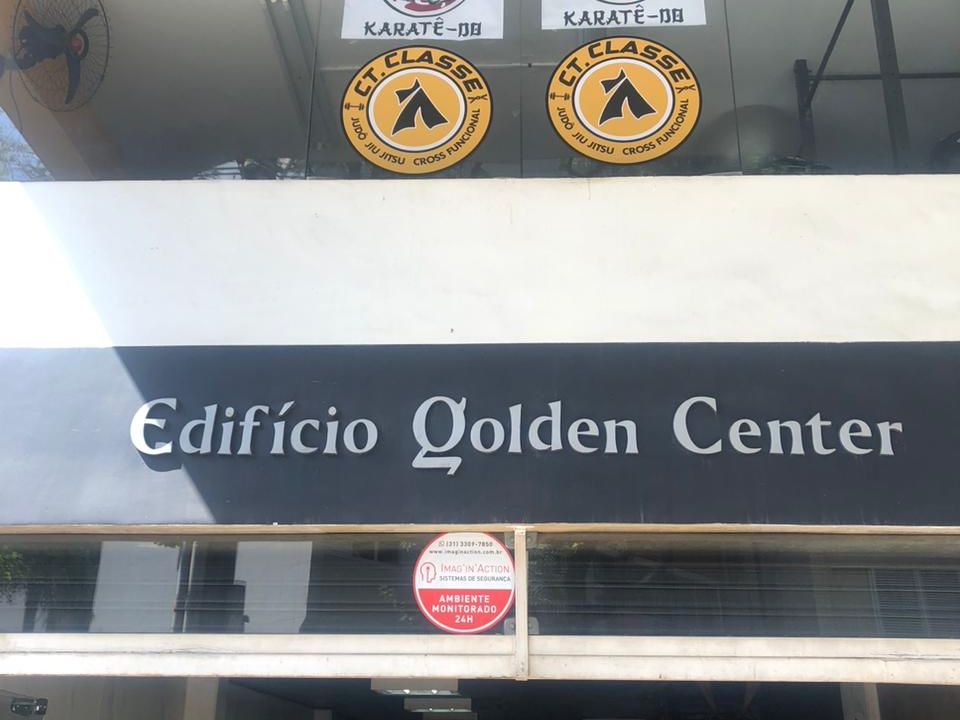 KARATÊ-DO
KARATÊ-DO
CT. CLASSE
JUDÔ JIU JITSU CROSS FUNCIONAL
CT. CLASSE
JUDÔ JIU JITSU CROSS FUNCIONAL
Edifício Golden Center
(31) 3309-7850
www.imaginaction.com.br
IMAG'IN'ACTION
SISTEMAS DE SEGURANÇA
AMBIENTE
MONITORADO
24H